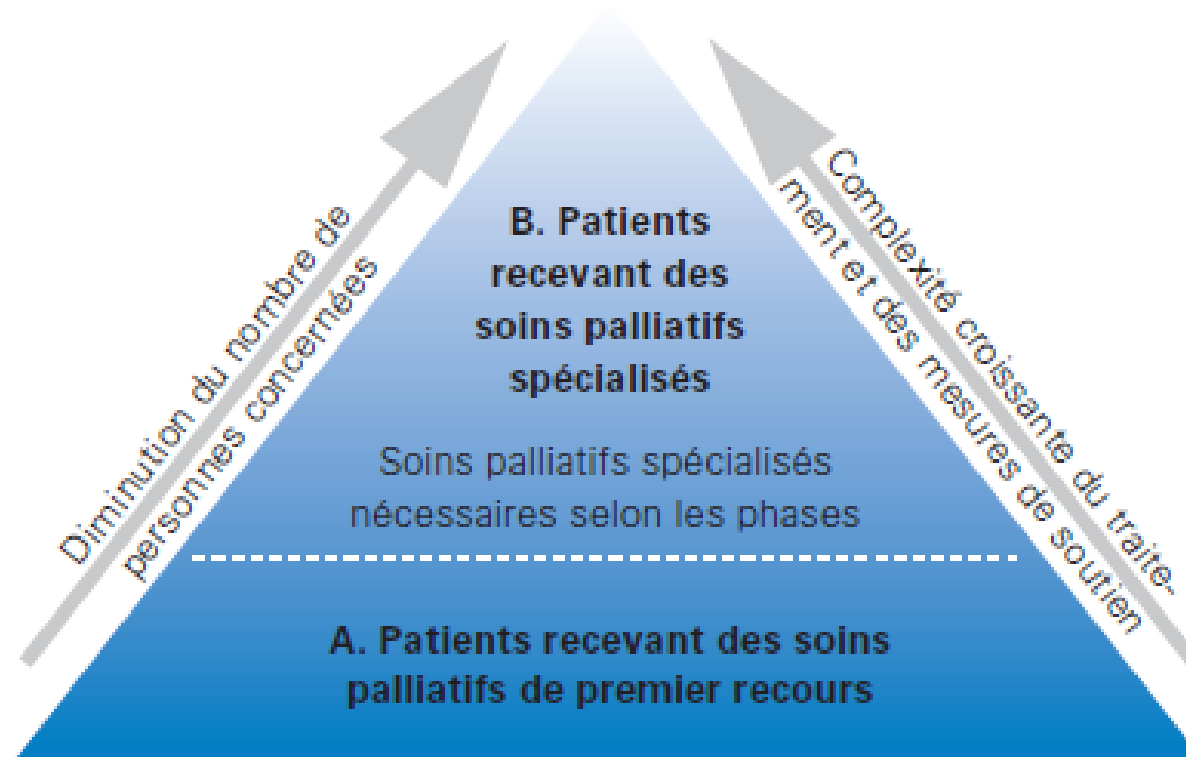 Diminution du nombre de
personnes concernées
Complexité croissante du traite-
ment et des mesures de soutien
B. Patients
recevant des
soins palliatifs
spécialisés
Soins palliatifs spécialisés
nécessaires selon les phases
A. Patients recevant des soins
palliatifs de premier recours